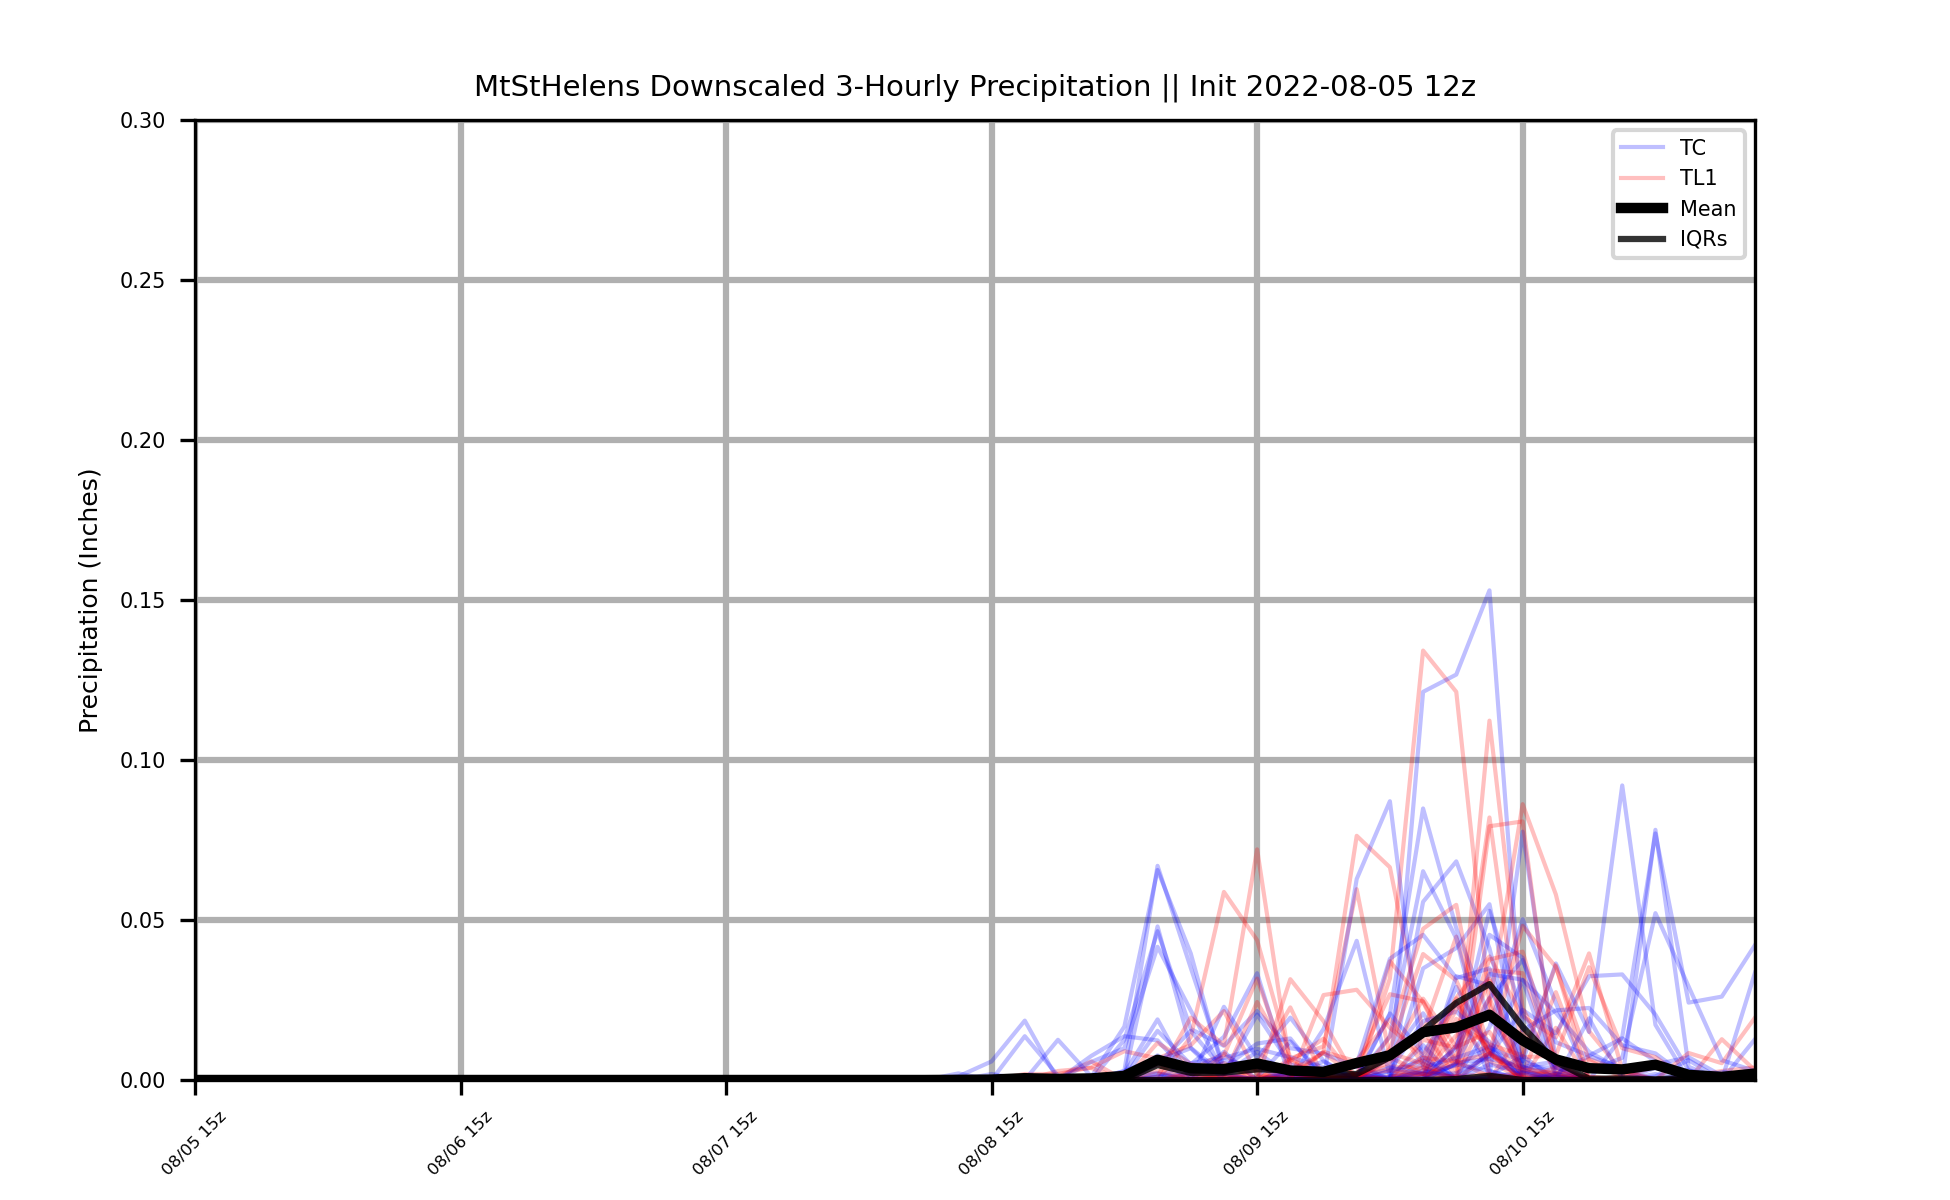 MtStHelens Downscaled 3-Hourly Precipitation || Init 2022-08-05 12z
Precipitation (Inches)
0.30
0.25
0.20
0.15
0.10
0.05
0.00
TC
TL1
Mean
IQRs
08/05 15z
08/06 15z
08/07 15z
08/08 15z
08/09 15z
08/10 15z